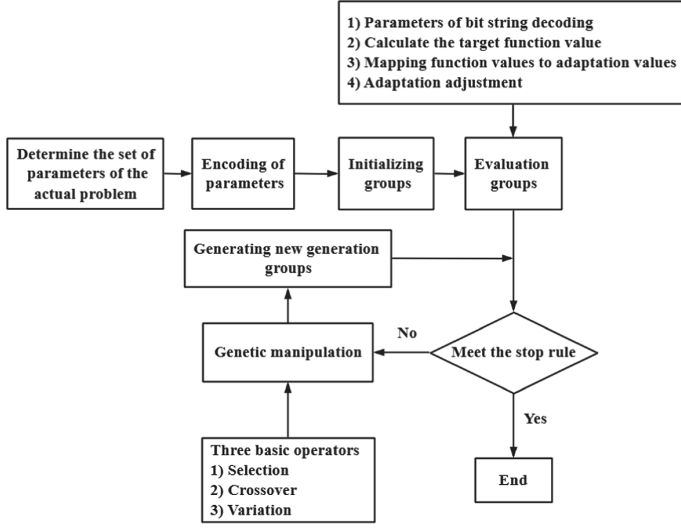 1) Parameters of bit string decoding
2) Calculate the target function value
3) Mapping function values to adaptation values
4) Adaptation adjustment
Determine the set of
parameters of the
actual problem
Encoding of
parameters
Initializing
groups
Evaluation
groups
Generating new generation
groups
Genetic manipulation
No
Meet the stop rule
Yes
Three basic operators
1) Selection
2) Crossover
3) Variation
End